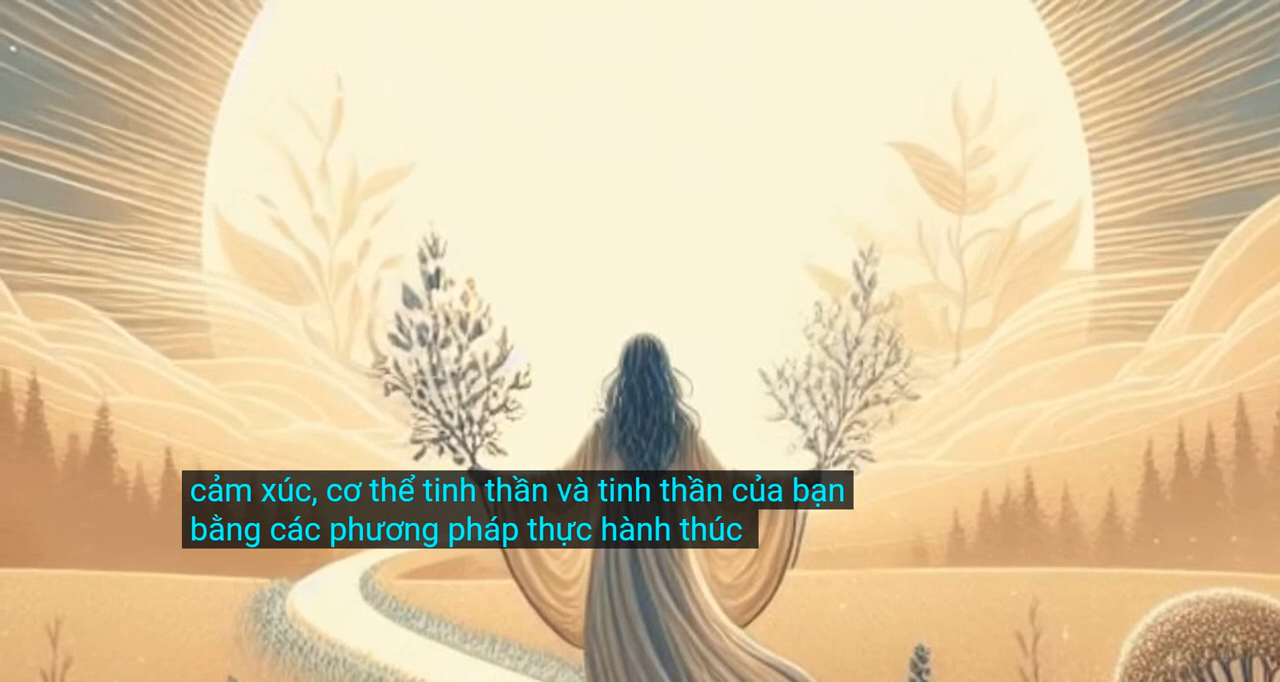 cảm xúc, cơ thể tinh thần và tinh thần của bạn
bằng các phương pháp thực hành thúc